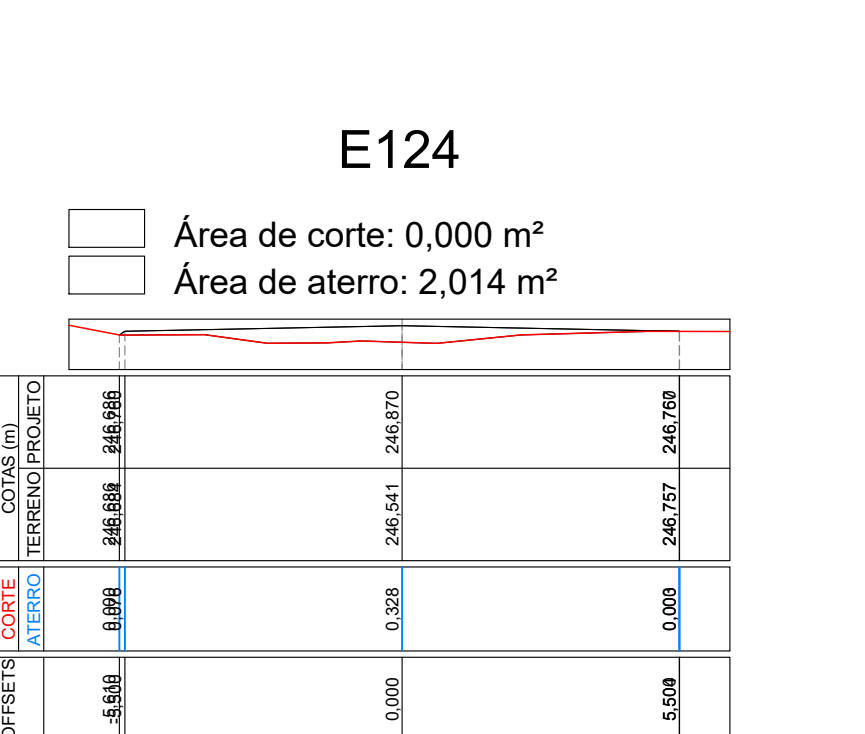 E124
Área de corte: 0,000 m²
Área de aterro: 2,014 m²
COTAS (m)
PROJETO
246,870
TERRENO
246,541
246,757
CORTE
ATERRO
0,328
OFFSETS
0,000